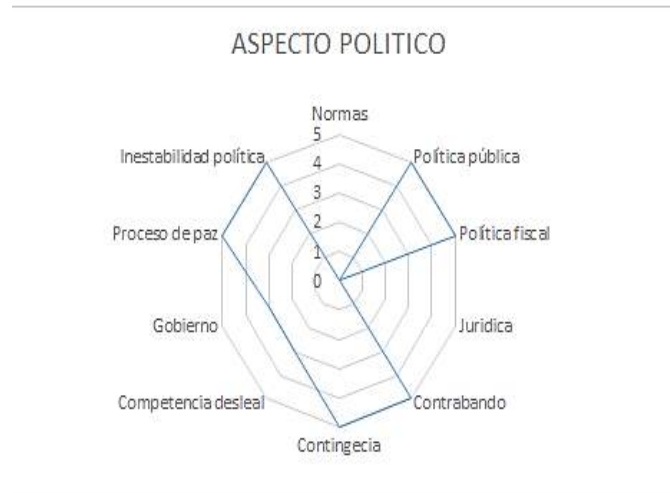 ASPECTO POLITICO
Normas
5
Inestabilidad política
Política pública
4
3
Proceso de paz
Política fiscal
2
1
0
Gobierno
Juridica
Competencia desleal
Contrabando
Contingecia